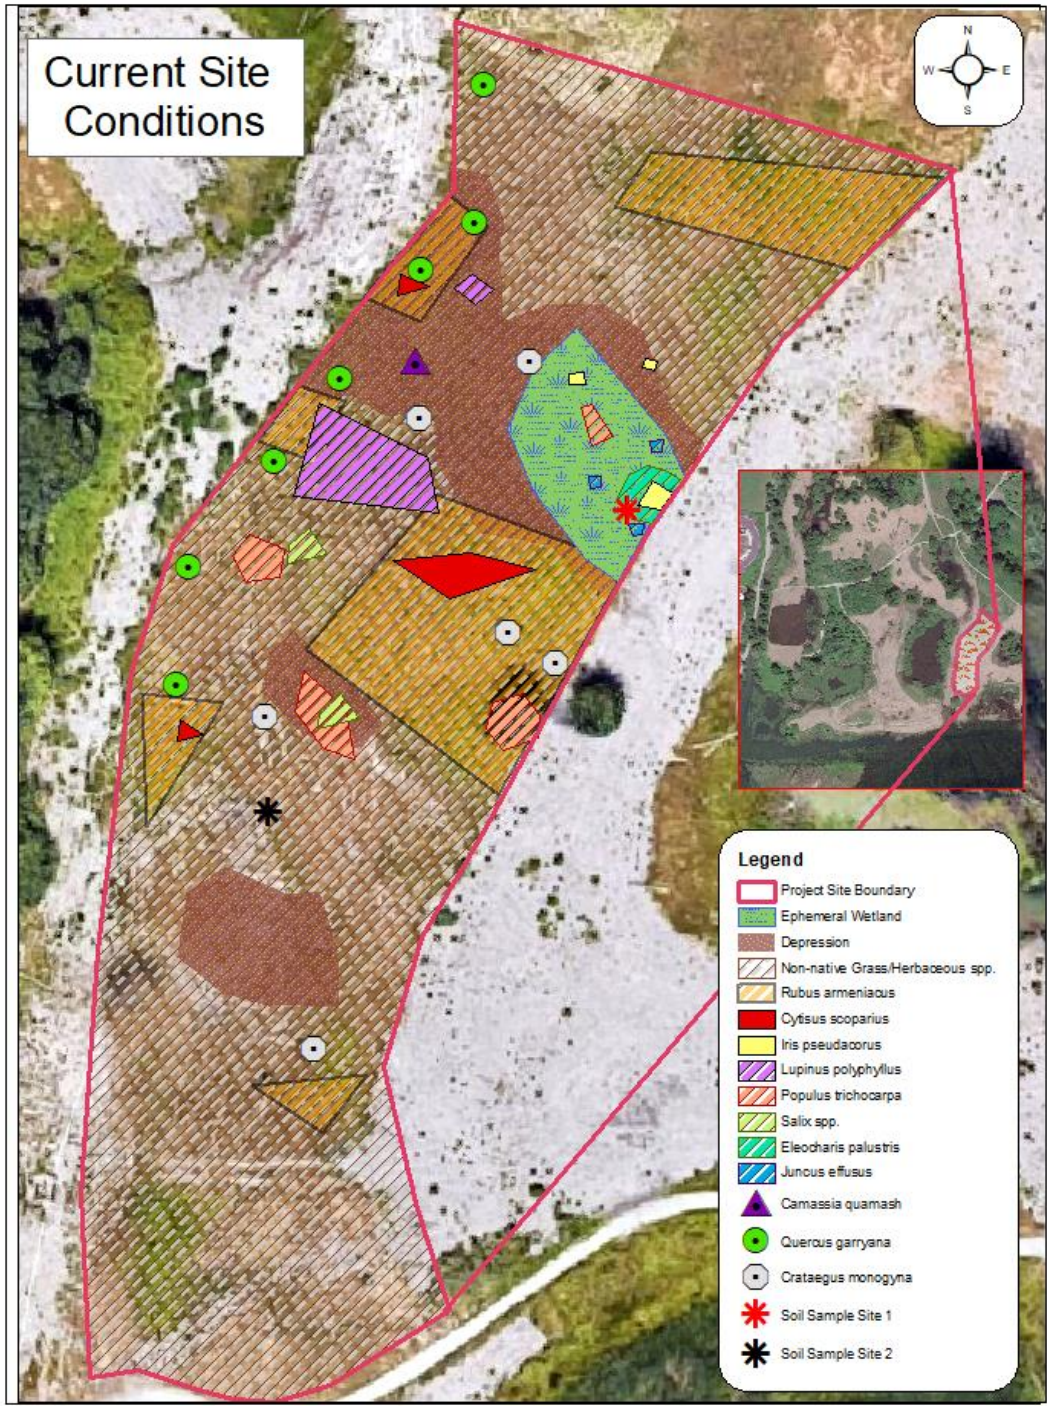 Current Site
Conditions
N
W E
S
Legend
Project Site Boundary
Ephemeral Wetland
Depression
Non-native Grass/Herbaceous spp.
Rubus armeniacus
Cytisus scoparius
Iris pseudacorus
Lupinus polyphyllus
Populus trichocarpa
Salix spp.
Eleocharis palustris
Juncus effusus
Camassia quamash
Quercus garryana
Crataegus monogyna
Soil Sample Site 1
Soil Sample Site 2